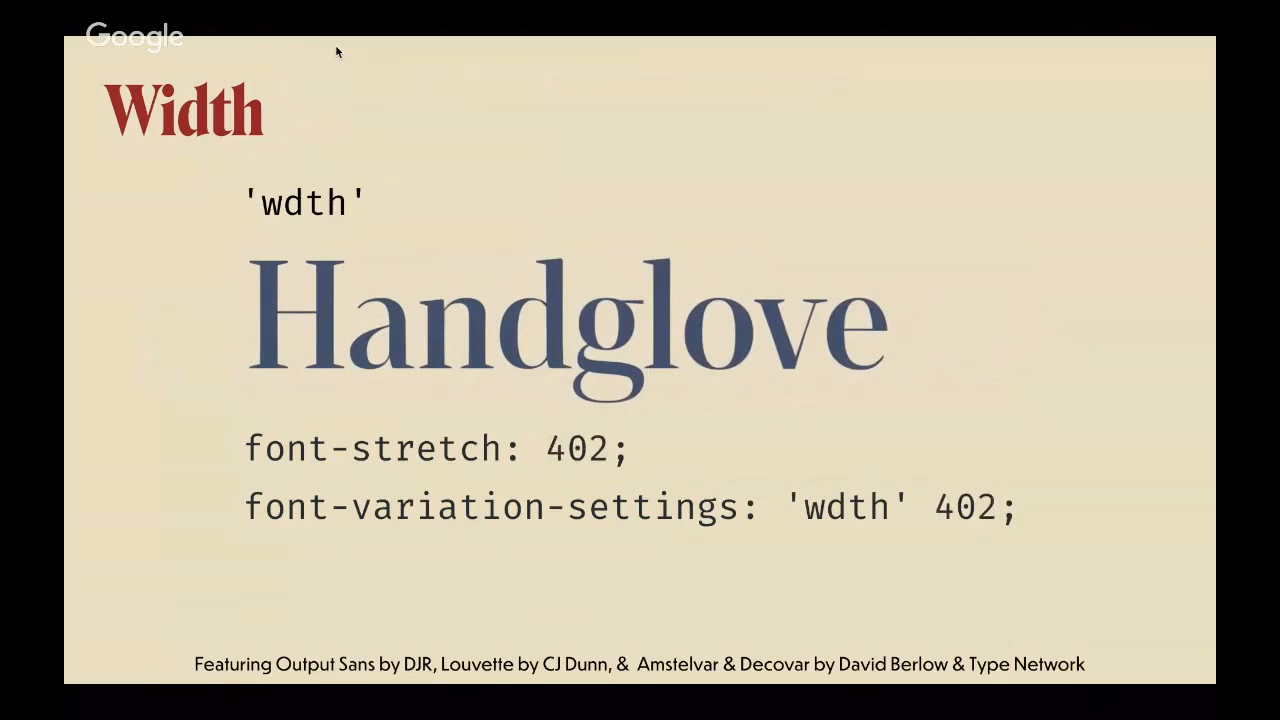 Google
Width
'wdth'
Handglove
font-stretch: 402;
font-variation-settings: 'wdth' 402;
Featuring Output Sans by DJR, Louvette by CJ Dunn, & Amstelvar & Decovar by David Berlow & Type Network